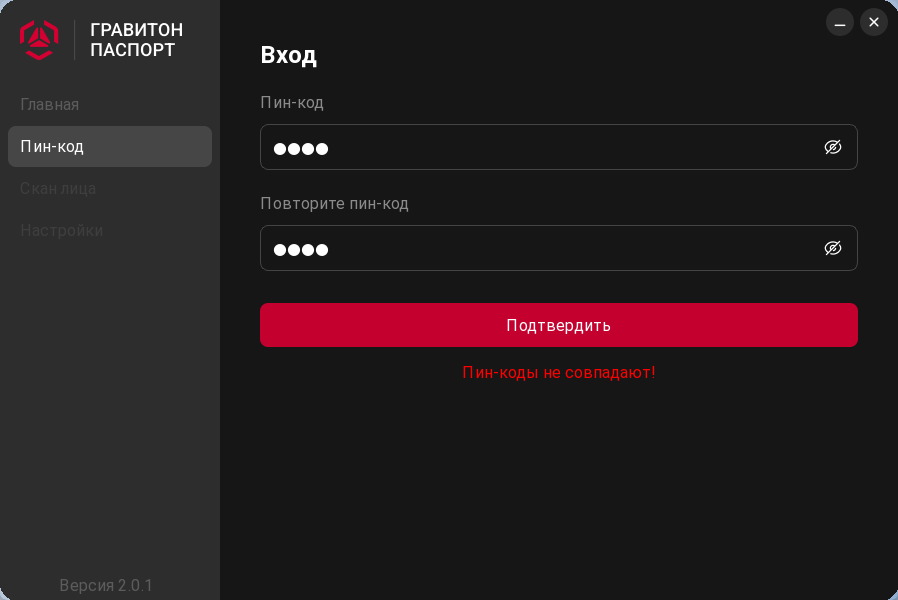 ГРАВИТОН
ПАСПОРТ
Главная
Пин-код
Скан лица
Настройки
Версия 2.0.1
Вход
Пин-код
Повторите пин-код
Подтвердить
Пин-коды не совпадают!